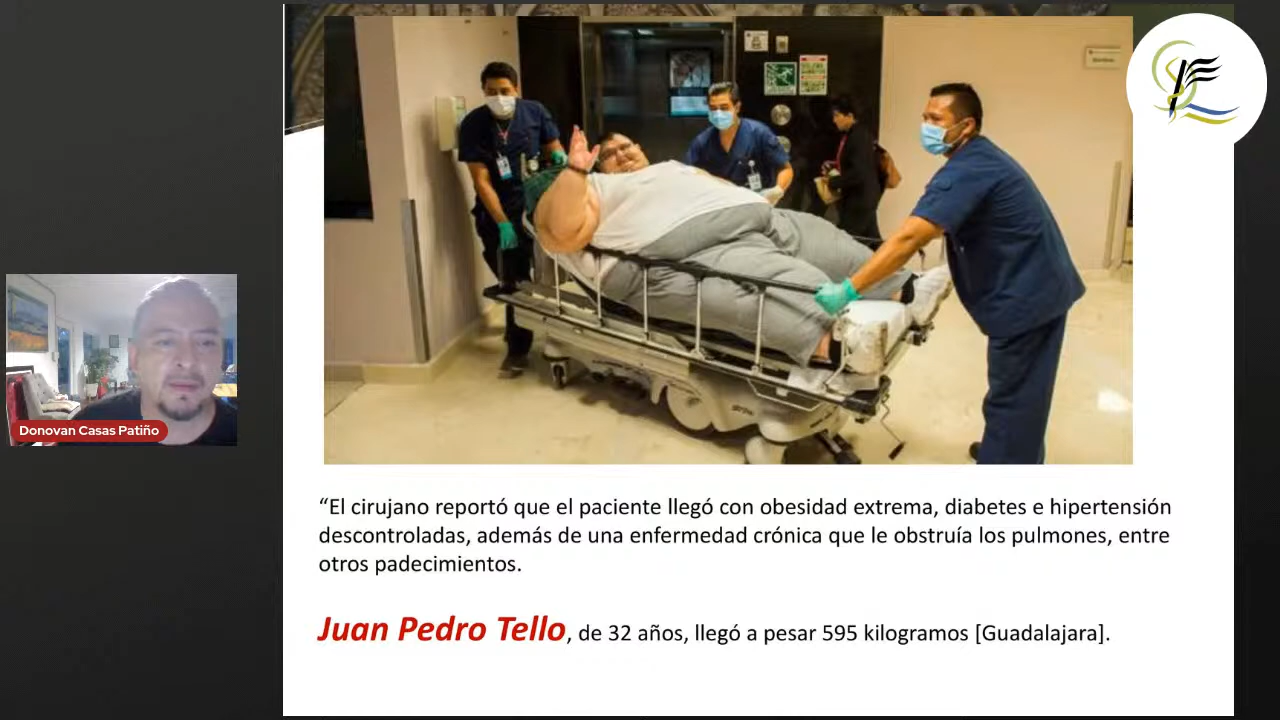 Donovan Casas Patiño
“El cirujano reportó que el paciente llegó con obesidad extrema, diabetes e hipertensión
descontroladas, además de una enfermedad crónica que le obstruía los pulmones, entre
otros padecimientos.
Juan Pedro Tello, de 32 años, llegó a pesar 595 kilogramos [Guadalajara].